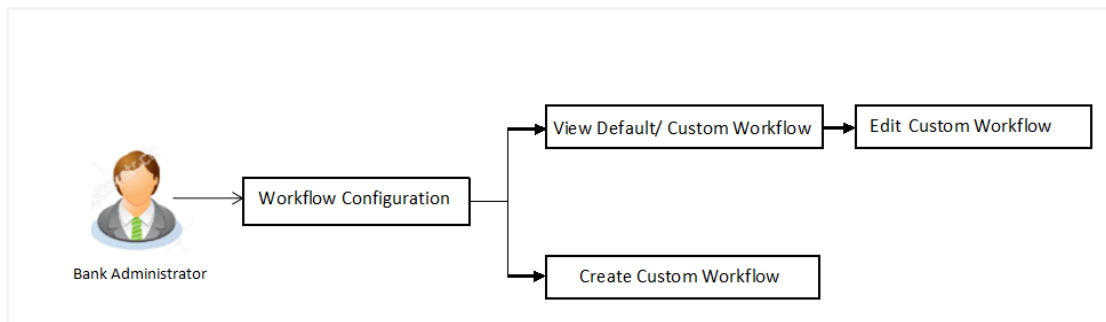 View Default/ Custom Workflow
Edit Custom Workflow
Workflow Configuration
Bank Administrator
Create Custom Workflow